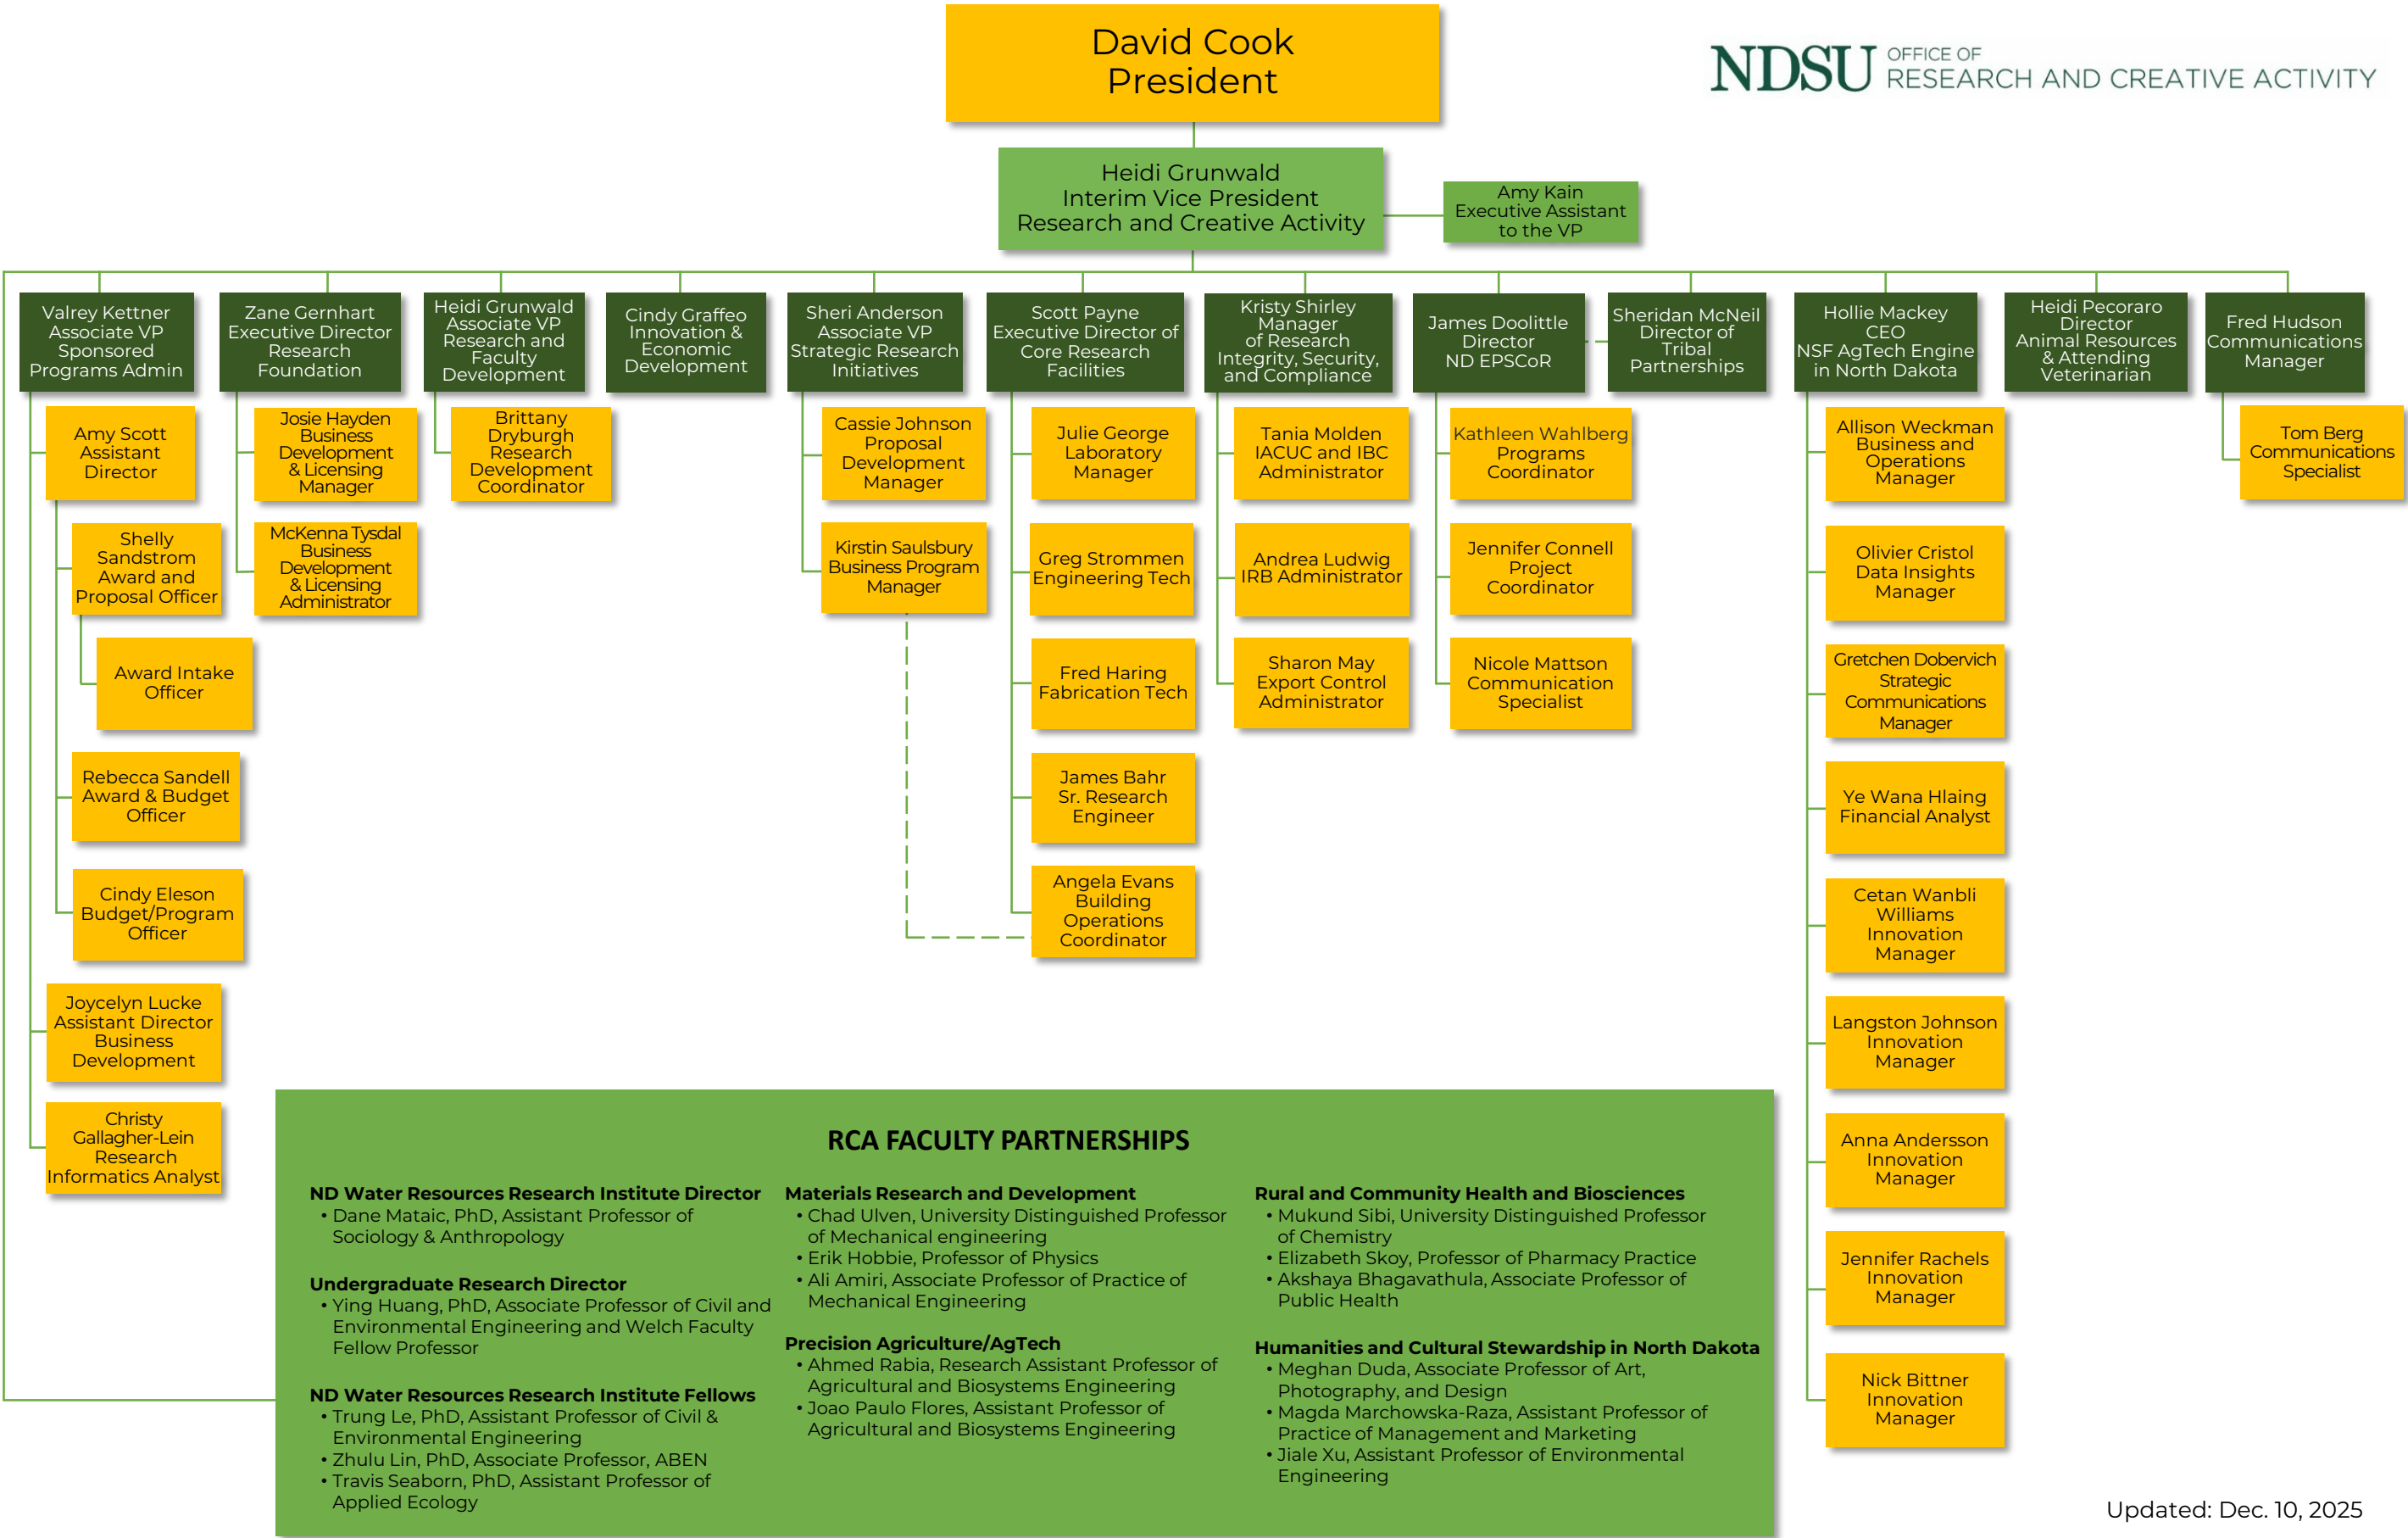 David Cook
President
NDSU OFFICE OF
RESEARCH AND CREATIVE ACTIVITY
Heidi Grunwald
Interim Vice President
Research and Creative Activity
Amy Kain
Executive Assistant
to the VP
Valrey Kettner
Associate VP
Sponsored
Programs Admin
Zane Gernhart
Executive Director
Research
Foundation
Heidi Grunwald
Associate VP
Research and
Faculty
Development
Cindy Graffeo
Innovation &
Economic
Development
Sheri Anderson
Associate VP
Strategic Research
Initiatives
Scott Payne
Executive Director of
Core Research
Facilities
Kristy Shirley
Manager
of Research
Integrity, Security,
and Compliance
James Doolittle
Director
ND EPSCoR
Sheridan McNeil
Director of
Tribal
Partnerships
Hollie Mackey
CEO
NSF AgTech Engine
in North Dakota
Heidi Pecoraro
Director
Animal Resources
& Attending
Veterinarian
Fred Hudson
Communications
Manager
Amy Scott
Assistant
Director
Shelly
Sandstrom
Award and
Proposal Officer
Award Intake
Officer
Rebecca Sandell
Award & Budget
Officer
Cindy Eleson
Budget/Program
Officer
Joycelyn Lucke
Assistant Director
Business
Development
Christy
Gallagher-Lein
Research
Informatics Analyst
Josie Hayden
Business
Development
& Licensing
Manager
McKenna Tysdal
Business
Development
& Licensing
Administrator
Brittany
Dryburgh
Research
Development
Coordinator
Cassie Johnson
Proposal
Development
Manager
Kirstin Saulsbury
Business Program
Manager
Julie George
Laboratory
Manager
Greg Strommen
Engineering Tech
Fred Haring
Fabrication Tech
James Bahr
Sr. Research
Engineer
Angela Evans
Building
Operations
Coordinator
Tania Molden
IACUC and IBC
Administrator
Andrea Ludwig
IRB Administrator
Sharon May
Export Control
Administrator
Kathleen Wahlberg
Programs
Coordinator
Jennifer Connell
Project
Coordinator
Nicole Mattson
Communication
Specialist
Allison Weckman
Business and
Operations
Manager
Olivier Cristol
Data Insights
Manager
Gretchen Dobervich
Strategic
Communications
Manager
Ye Wana Hlaing
Financial Analyst
Cetan Wanbli
Williams
Innovation
Manager
Langston Johnson
Innovation
Manager
Anna Andersson
Innovation
Manager
Jennifer Rachels
Innovation
Manager
Nick Bittner
Innovation
Manager
Tom Berg
Communications
Specialist
RCA FACULTY PARTNERSHIPS
ND Water Resources Research Institute Director
• Dane Mataic, PhD, Assistant Professor of
Sociology & Anthropology
Undergraduate Research Director
• Ying Huang, PhD, Associate Professor of Civil and
Environmental Engineering and Welch Faculty
Fellow Professor
ND Water Resources Research Institute Fellows
• Trung Le, PhD, Assistant Professor of Civil &
Environmental Engineering
• Zhulu Lin, PhD, Associate Professor, ABEN
• Travis Seaborn, PhD, Assistant Professor of
Applied Ecology
Materials Research and Development
• Chad Ulven, University Distinguished Professor
of Mechanical engineering
• Erik Hobbie, Professor of Physics
• Ali Amiri, Associate Professor of Practice of
Mechanical Engineering
Precision Agriculture/AgTech
• Ahmed Rabia, Research Assistant Professor of
Agricultural and Biosystems Engineering
• Joao Paulo Flores, Assistant Professor of
Agricultural and Biosystems Engineering
Rural and Community Health and Biosciences
• Mukund Sibi, University Distinguished Professor
of Chemistry
• Elizabeth Skoy, Professor of Pharmacy Practice
• Akshaya Bhagavathula, Associate Professor of
Public Health
Humanities and Cultural Stewardship in North Dakota
• Meghan Duda, Associate Professor of Art,
Photography, and Design
• Magda Marchowska-Raza, Assistant Professor of
Practice of Management and Marketing
• Jiale Xu, Assistant Professor of Environmental
Engineering
Updated: Dec. 10, 2025